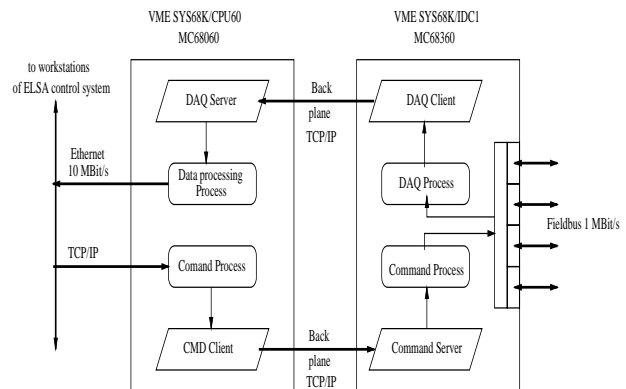 VME SYS68K/CPU60
MC68060
VME SYS68K/IDC1
MC68360
to workstations
of ELSA control system
DAQ Server
Back
plane
TCP/IP
DAQ Client
Ethernet
10 MBit/s
Data processing
Process
DAQ Process
Fieldbus 1 MBit/s
TCP/IP
Comand Process
Command Process
CMD Client
Back
plane
TCP/IP
Command Server